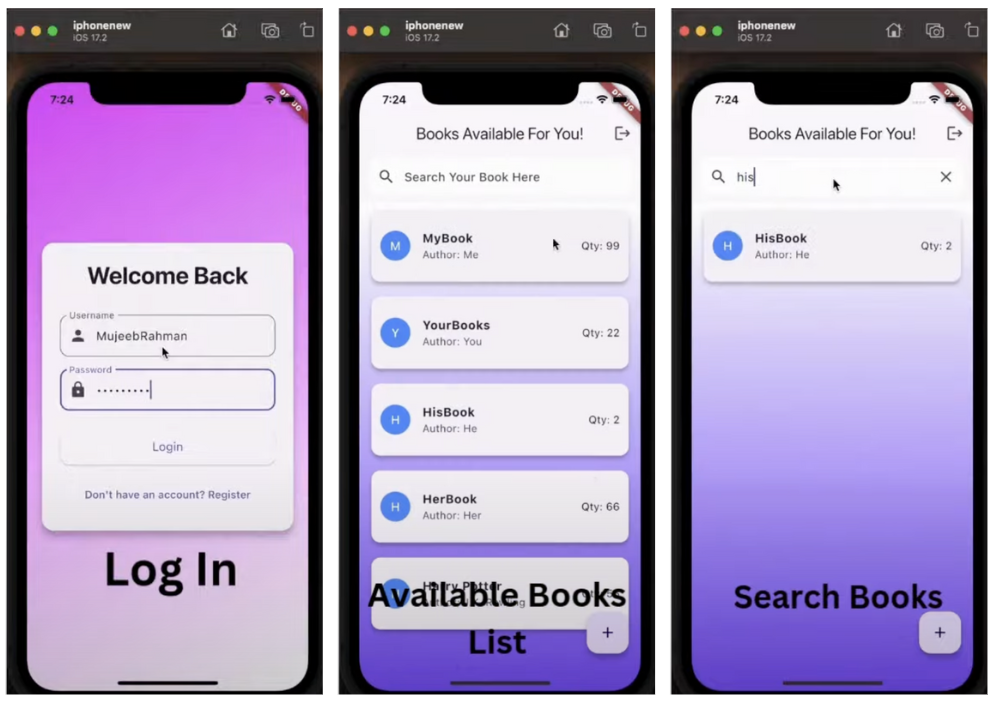 iphonenew
iOS 17.2
7:24
DEBUG
Welcome Back
Username
MujeebRahman
Password
•••••••••
Login
Don't have an account? Register
Log In
iphonenew
iOS 17.2
7:24
Books Available For You!
Search Your Book Here
M
MyBook
Author: Me
Qty: 99
Y
YourBooks
Author: You
Qty: 22
H
HisBook
Author: He
Qty: 2
H
HerBook
Author: Her
Qty: 66
Harry Potter
Available Books
List
+
iphonenew
iOS 17.2
7:24
Books Available For You!
his
H
HisBook
Author: He
Qty: 2
Search Books
+